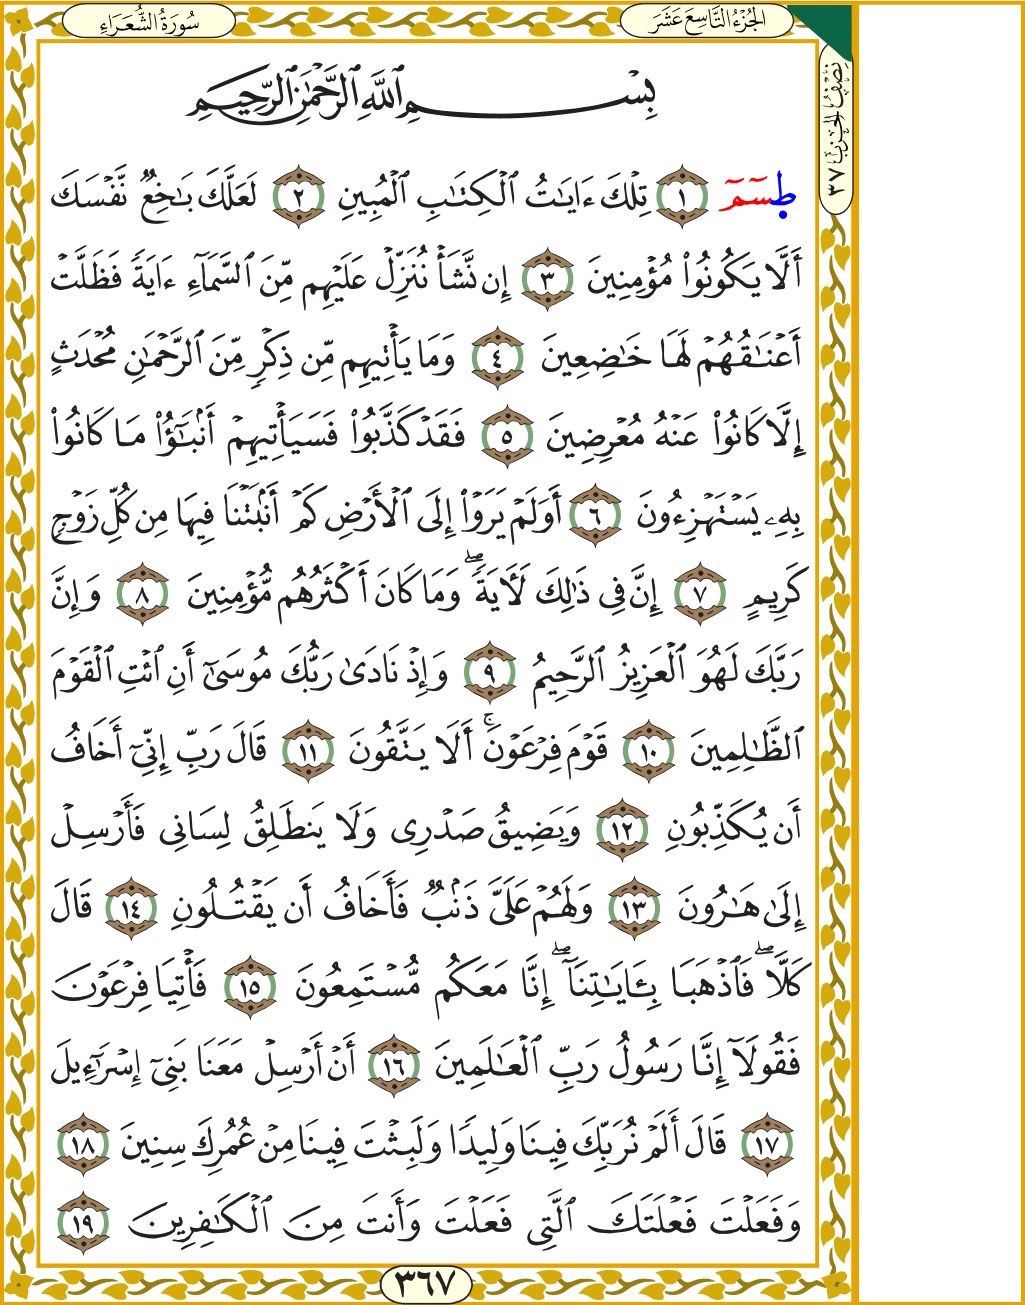 الجُزْءُ التَّاسِعَ عَشَرَ
سُورَةُ الشُّعَرَاءِ
نِصْفُ الحِزْب ٣٧
بِسْمِ ٱللَّهِ ٱلرَّحْمَٰنِ ٱلرَّحِيمِ
طسٓمٓ ١ تِلْكَ ءَايَٰتُ ٱلْكِتَٰبِ ٱلْمُبِينِ ٢ لَعَلَّكَ بَٰخِعٌ نَّفْسَكَ
أَلَّا يَكُونُوا۟ مُؤْمِنِينَ ٣ إِن نَّشَأْ نُنَزِّلْ عَلَيْهِم مِّنَ ٱلسَّمَآءِ ءَايَةً فَظَلَّتْ
أَعْنَٰقُهُمْ لَهَا خَٰضِعِينَ ٤ وَمَا يَأْتِيهِم مِّن ذِكْرٍ مِّنَ ٱلرَّحْمَٰنِ مُحْدَثٍ
إِلَّا كَانُوا۟ عَنْهُ مُعْرِضِينَ ٥ فَقَدْ كَذَّبُوا۟ فَسَيَأْتِيهِمْ أَنۢبَٰٓؤُا۟ مَا كَانُوا۟
بِهِۦ يَسْتَهْزِءُونَ ٦ أَوَلَمْ يَرَوْا۟ إِلَى ٱلْأَرْضِ كَمْ أَنۢبَتْنَا فِيهَا مِن كُلِّ زَوْجٍ
كَرِيمٍ ٧ إِنَّ فِى ذَٰلِكَ لَءَايَةً ۖ وَمَا كَانَ أَكْثَرُهُم مُّؤْمِنِينَ ٨ وَإِنَّ
رَبَّكَ لَهُوَ ٱلْعَزِيزُ ٱلرَّحِيمُ ٩ وَإِذْ نَادَىٰ رَبُّكَ مُوسَىٰٓ أَنِ ٱئْتِ ٱلْقَوْمَ
ٱلظَّٰلِمِينَ ١٠ قَوْمَ فِرْعَوْنَ ۚ أَلَا يَتَّقُونَ ١١ قَالَ رَبِّ إِنِّىٓ أَخَافُ
أَن يُكَذِّبُونِ ١٢ وَيَضِيقُ صَدْرِى وَلَا يَنطَلِقُ لِسَانِى فَأَرْسِلْ
إِلَىٰ هَٰرُونَ ١٣ وَلَهُمْ عَلَىَّ ذَنۢبٌ فَأَخَافُ أَن يَقْتُلُونِ ١٤ قَالَ
كَلَّا ۖ فَٱذْهَبَا بِـَٔايَٰتِنَآ ۖ إِنَّا مَعَكُم مُّسْتَمِعُونَ ١٥ فَأْتِيَا فِرْعَوْنَ
فَقُولَآ إِنَّا رَسُولُ رَبِّ ٱلْعَٰلَمِينَ ١٦ أَنْ أَرْسِلْ مَعَنَا بَنِىٓ إِسْرَٰٓءِيلَ
١٧ قَالَ أَلَمْ نُرَبِّكَ فِينَا وَلِيدًا وَلَبِثْتَ فِينَا مِنْ عُمُرِكَ سِنِينَ ١٨
وَفَعَلْتَ فَعْلَتَكَ ٱلَّتِى فَعَلْتَ وَأَنتَ مِنَ ٱلْكَٰفِرِينَ ١٩
٣٦٧